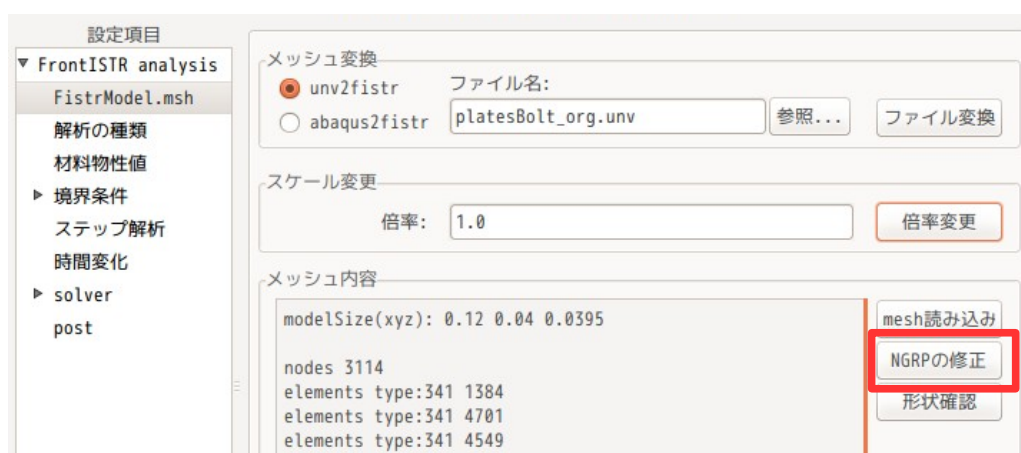 設定項目
FrontISTR analysis
FistrModel.msh
解析の種類
材料物性値
境界条件
ステップ解析
時間変化
solver
post
メッシュ変換
unv2fistr
ファイル名:
abaqus2fistr
platesBolt_org.unv
参照...
ファイル変換
スケール変更
倍率:
1.0
倍率変更
メッシュ内容
modelSize(xyz): 0.12 0.04 0.0395
nodes 3114
elements type:341 1384
elements type:341 4701
elements type:341 4549
mesh読み込み
NGRPの修正
形状確認